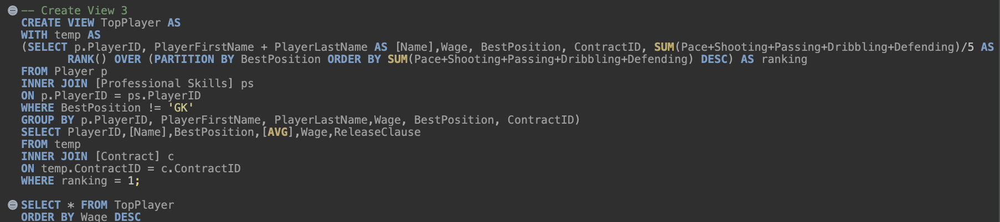 -- Create View 3
CREATE VIEW TopPlayer AS
WITH temp AS
(SELECT p.PlayerID, PlayerFirstName + PlayerLastName AS [Name],Wage, BestPosition, ContractID, SUM(Pace+Shooting+Passing+Dribbling+Defending)/5 AS
RANK() OVER (PARTITION BY BestPosition ORDER BY SUM(Pace+Shooting+Passing+Dribbling+Defending) DESC) AS ranking
FROM Player p
INNER JOIN [Professional Skills] ps
ON p.PlayerID = ps.PlayerID
WHERE BestPosition != 'GK'
GROUP BY p.PlayerID, PlayerFirstName, PlayerLastName,Wage, BestPosition, ContractID)
SELECT PlayerID,[Name],BestPosition,[AVG],Wage,ReleaseClause
FROM temp
INNER JOIN [Contract] c
ON temp.ContractID = c.ContractID
WHERE ranking = 1;
SELECT * FROM TopPlayer
ORDER BY Wage DESC